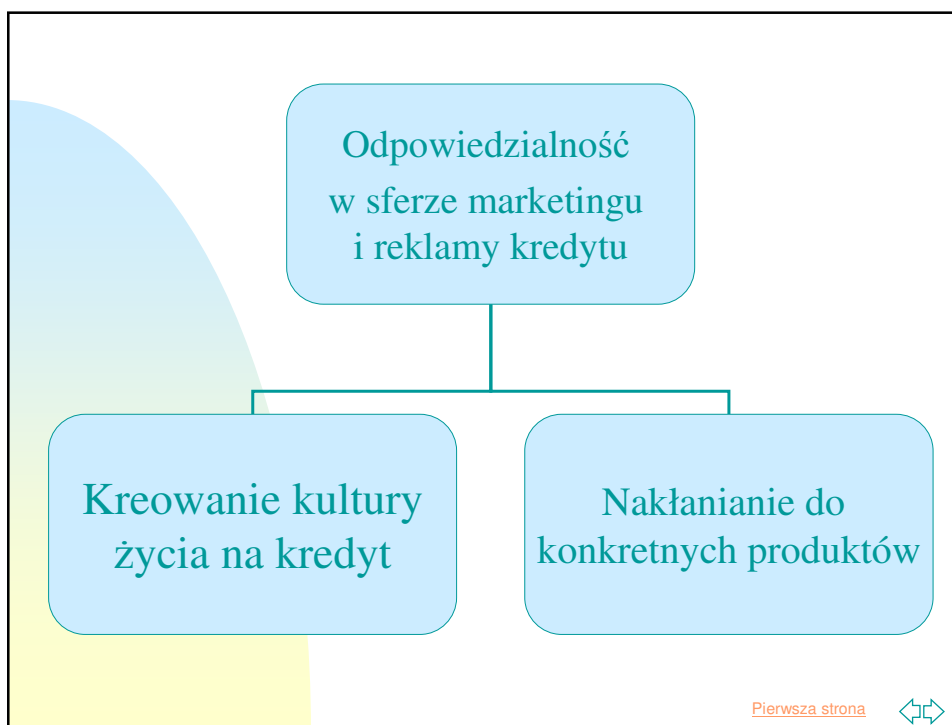 Odpowiedzialność
w sferze marketingu
i reklamy kredytu
Kreowanie kultury
życia na kredyt
Nakłanianie do
konkretnych produktów
Pierwsza strona